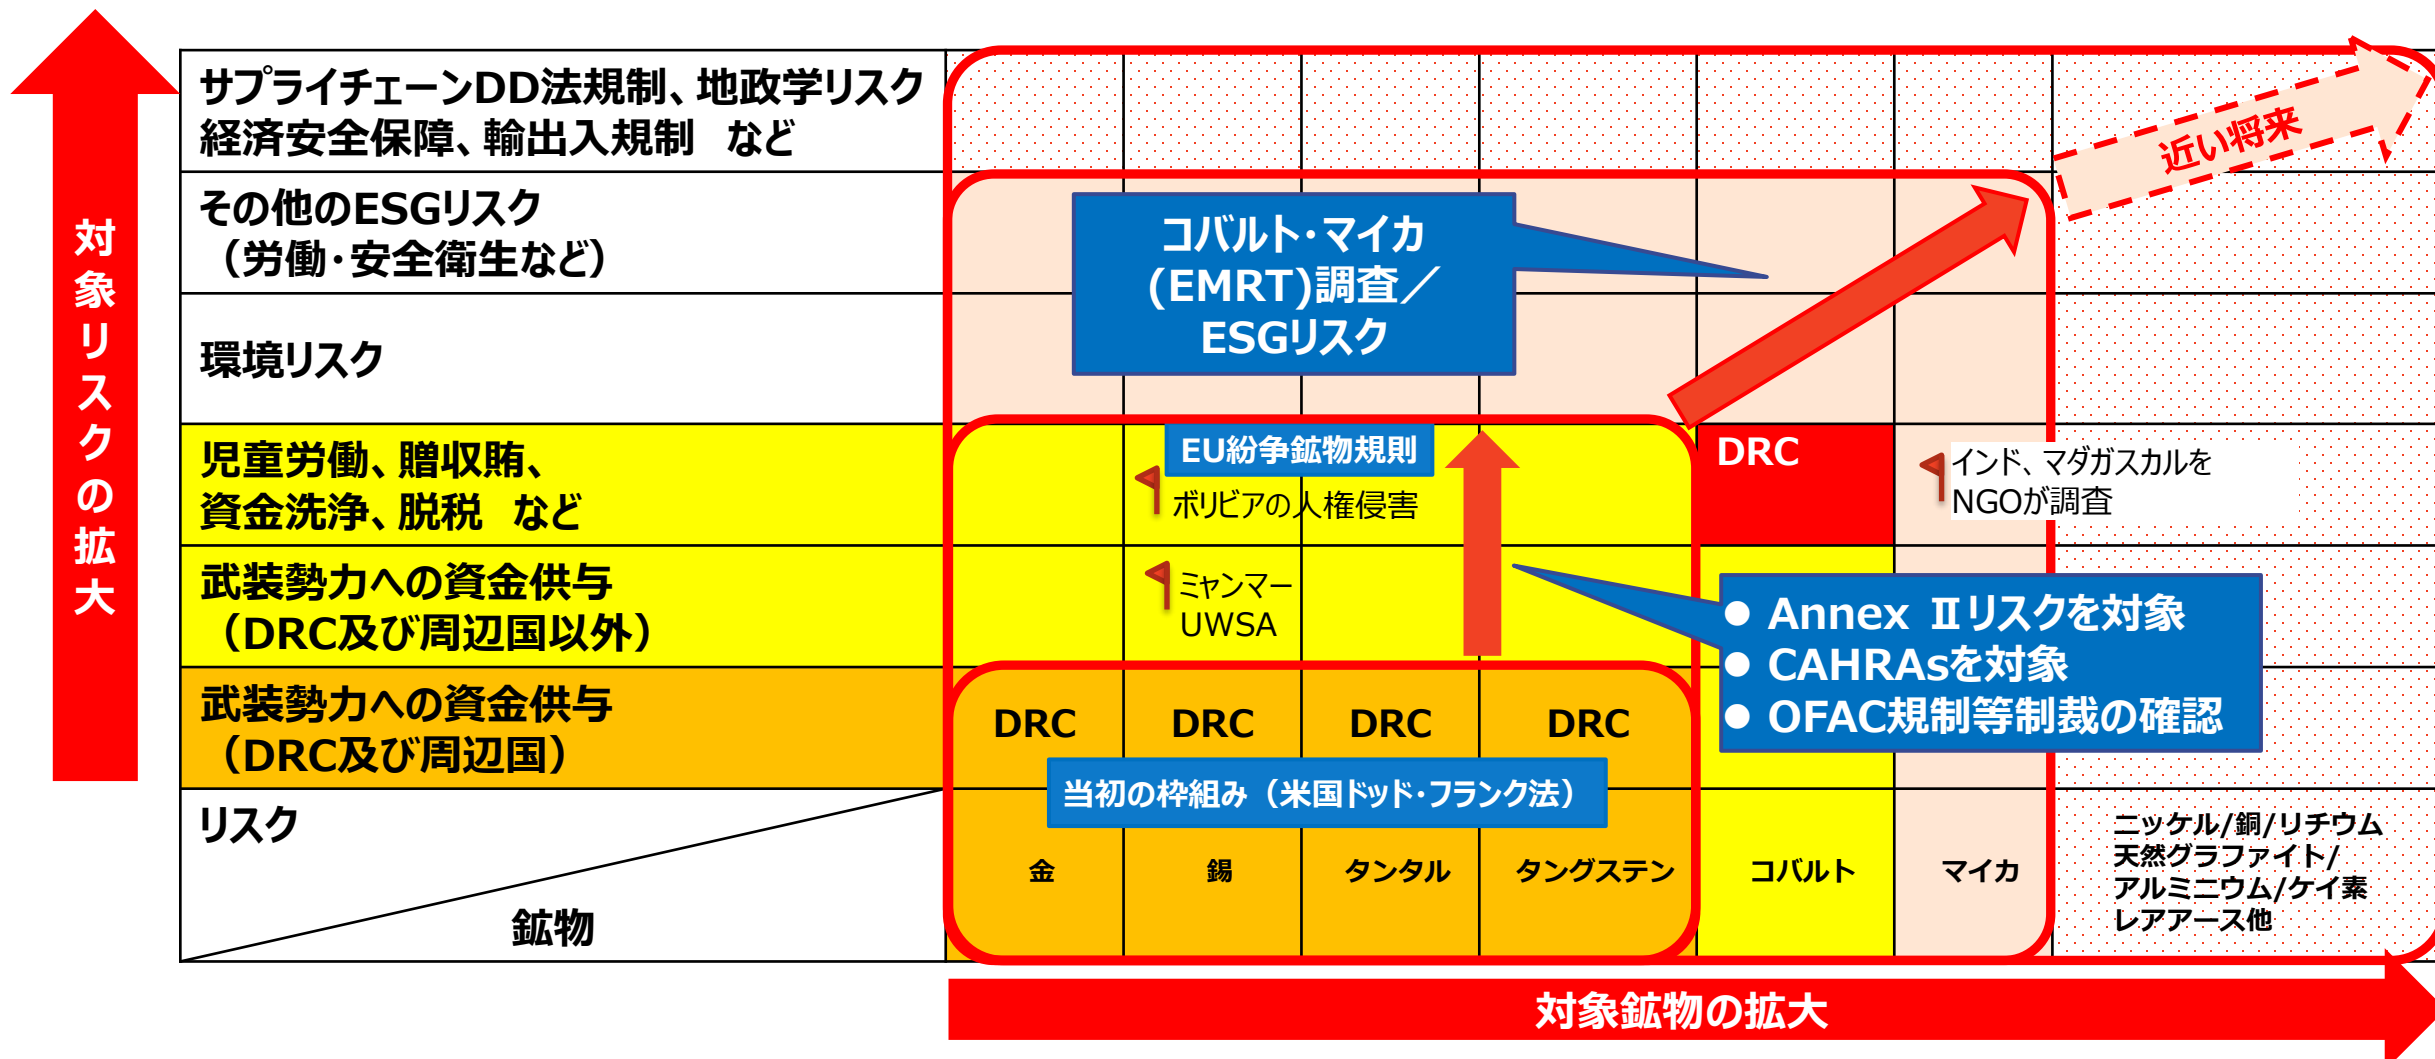 対象リスクの拡大
サプライチェーンDD法規制、地政学リスク
経済安全保障、輸出入規制 など
近い将来
その他のESGリスク
（労働・安全衛生など）
コバルト・マイカ
(EMRT)調査／
ESGリスク
環境リスク
児童労働、贈収賄、
資金洗浄、脱税 など
EU紛争鉱物規則
ボリビアの人権侵害
DRC
インド、マダガスカルを
NGOが調査
武装勢力への資金供与
（DRC及び周辺国以外）
ミャンマー
UWSA
● Annex Ⅱリスクを対象
● CAHRAsを対象
● OFAC規制等制裁の確認
武装勢力への資金供与
（DRC及び周辺国）
DRC DRC DRC DRC
当初の枠組み（米国ドッド・フランク法）
リスク
鉱物
金 錫 タンタル タングステン コバルト マイカ
ニッケル/銅/リチウム
天然グラファイト/
アルミニウム/ケイ素
レアアース他
対象鉱物の拡大